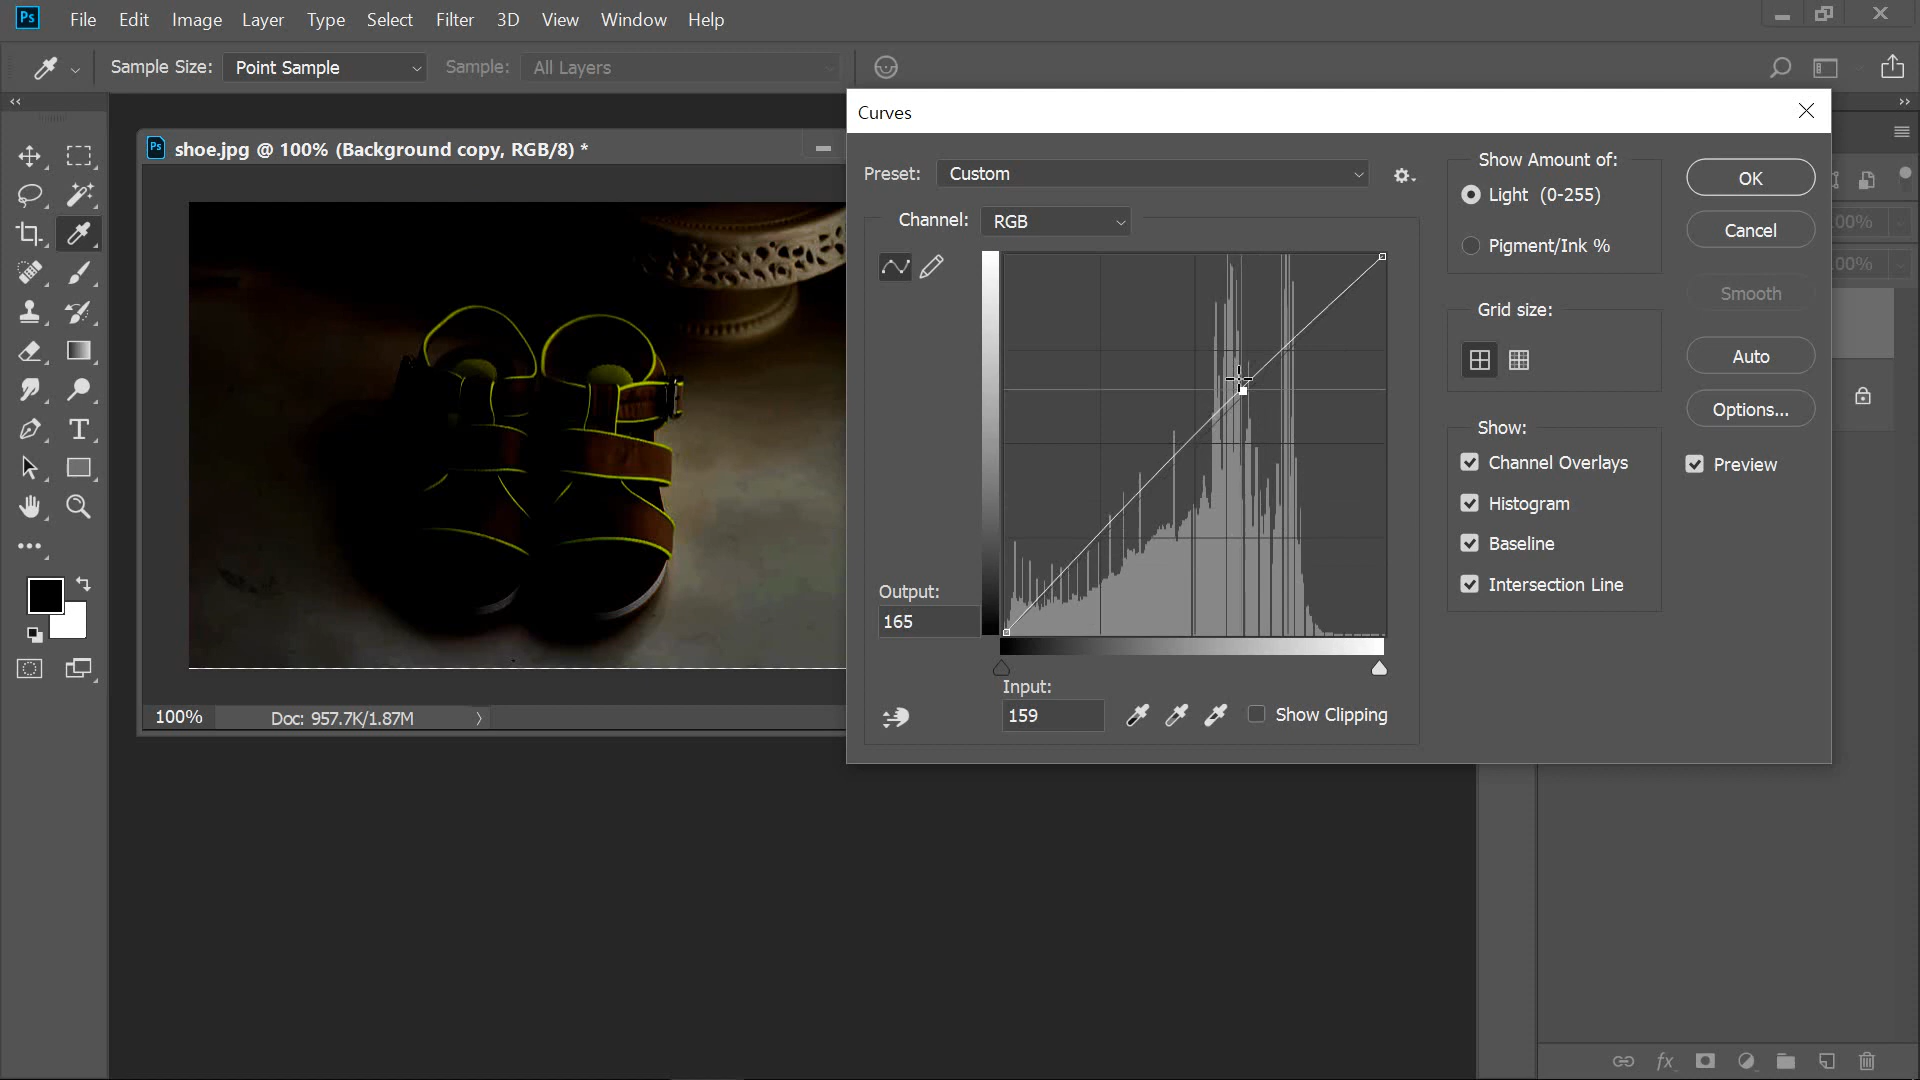 Ps File Edit Image Layer Type Select Filter 3D View Window Help
Sample Size: Point Sample Sample: All Layers
Ps shoe.jpg @ 100% (Background copy, RGB/8) *
Curves
Preset: Custom
Channel: RGB
Output:
165
Input:
159
Show Clipping
Show Amount of:
Light (0-255)
Pigment/Ink %
Grid size:
Show:
Channel Overlays
Histogram
Baseline
Intersection Line
OK
Cancel
Smooth
Auto
Options...
Preview
T
100% Doc: 957.7K/1.87M
fx